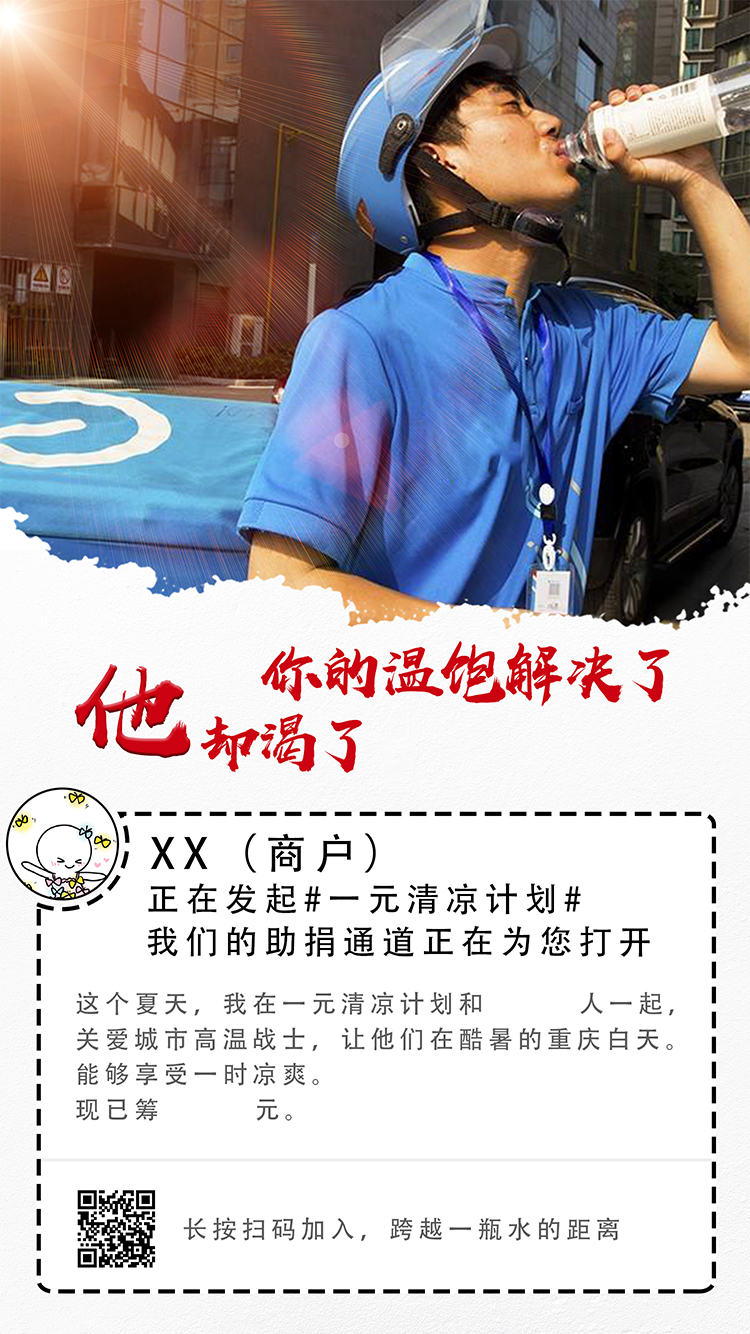 你的温饱解决了
他却渴了
XX（商户）
正在发起#一元清凉计划#
我们的助捐通道正在为您打开
这个夏天，我在一元清凉计划和 人一起，
关爱城市高温战士，让他们在酷暑的重庆白天。
能够享受一时凉爽。
现已筹 元。
长按扫码加入，跨越一瓶水的距离